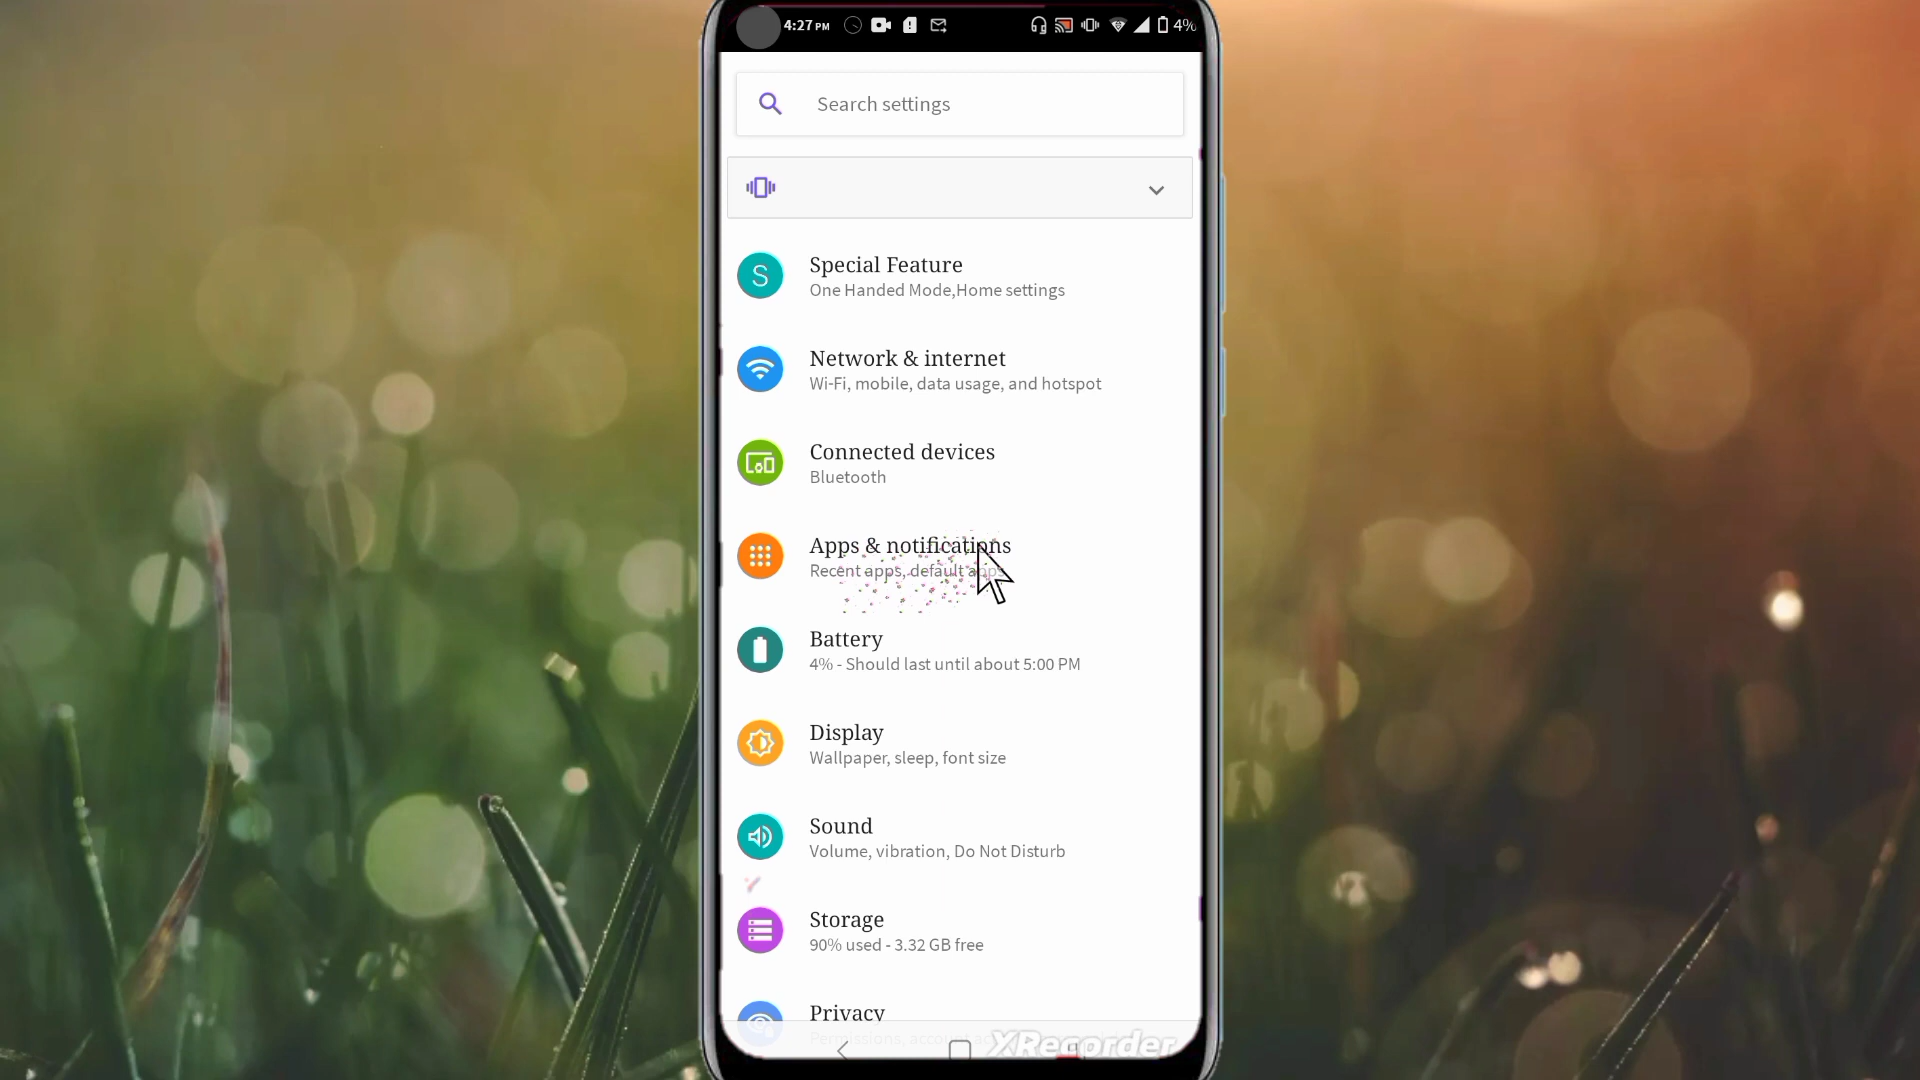 4:27 PM
4%
Search settings
S
Special Feature
One Handed Mode,Home settings
Network & internet
Wi-Fi, mobile, data usage, and hotspot
Connected devices
Bluetooth
Apps & notifications
Recent apps, default apps
Battery
4% - Should last until about 5:00 PM
Display
Wallpaper, sleep, font size
Sound
Volume, vibration, Do Not Disturb
Storage
90% used - 3.32 GB free
Privacy
Permissions, account
XRecorder